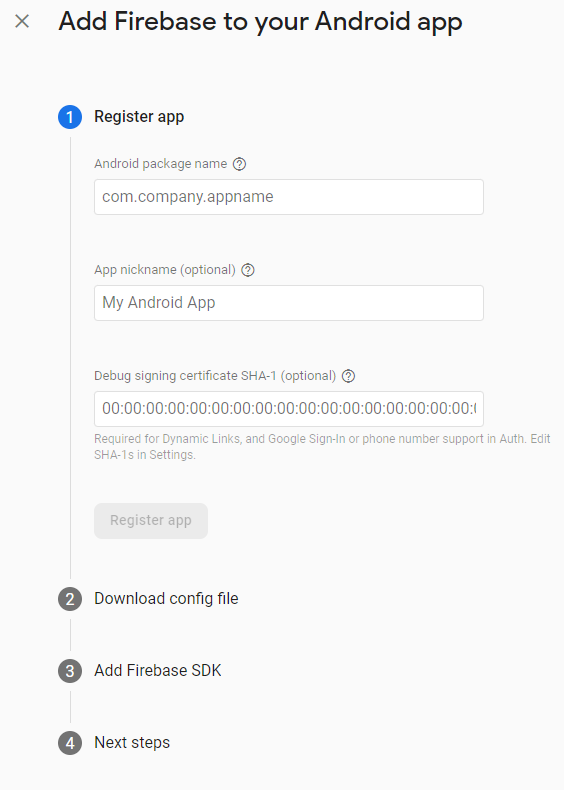 Add Firebase to your Android app
1 Register app
Android package name
com.company.appname
App nickname (optional)
My Android App
Debug signing certificate SHA-1 (optional)
00:00:00:00:00:00:00:00:00:00:00:00:00:00:00:00:00:
Required for Dynamic Links, and Google Sign-In or phone number support in Auth. Edit
SHA-1s in Settings.
Register app
2 Download config file
3 Add Firebase SDK
4 Next steps